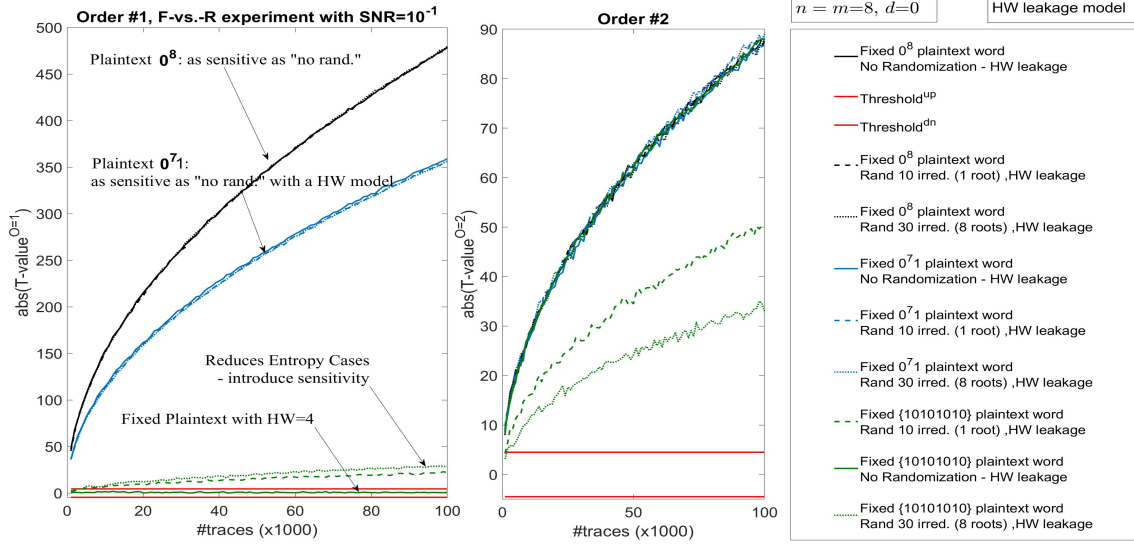 Order #1, F-vs.-R experiment with SNR=10⁻¹
500
450
400
350
300
250
200
150
100
50
0
abs(T-value^{O=1})
Plaintext 0⁸: as sensitive as "no rand."
Plaintext 0⁷1:
as sensitive as "no rand." with a HW model
Reduces Entropy Cases
- introduce sensitivity
Fixed Plaintext with HW=4
0 20 40 60 80 100
#traces (x1000)
Order #2
90
80
70
60
50
40
30
20
10
0
abs(T-value^{O=2})
0 50 100
#traces (x1000)
n = m=8, d=0
HW leakage model
Fixed 0⁸ plaintext word
No Randomization - HW leakage
Threshold^{up}
Threshold^{dn}
Fixed 0⁸ plaintext word
Rand 10 irred. (1 root) ,HW leakage
Fixed 0⁸ plaintext word
Rand 30 irred. (8 roots) ,HW leakage
Fixed 0⁷1 plaintext word
No Randomization - HW leakage
Fixed 0⁷1 plaintext word
Rand 10 irred. (1 root) ,HW leakage
Fixed 0⁷1 plaintext word
Rand 30 irred. (8 roots) ,HW leakage
Fixed {10101010} plaintext word
Rand 10 irred. (1 root) ,HW leakage
Fixed {10101010} plaintext word
No Randomization - HW leakage
Fixed {10101010} plaintext word
Rand 30 irred. (8 roots) ,HW leakage